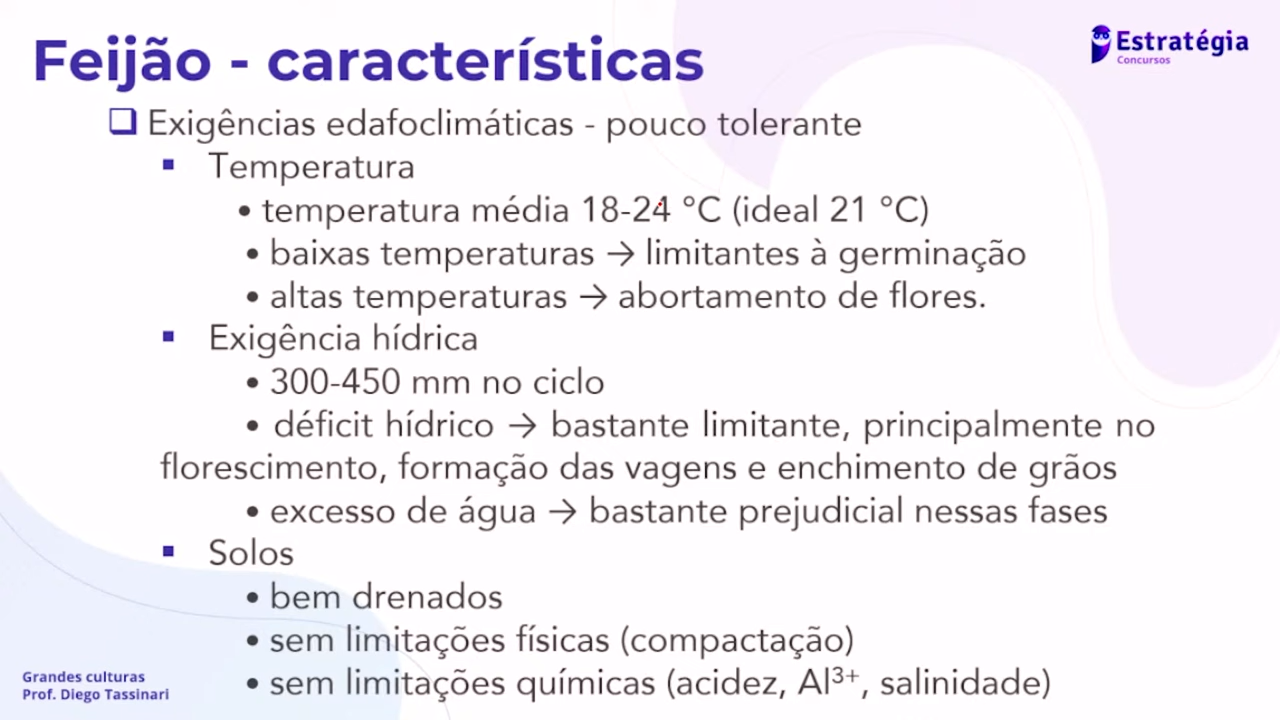 Feijão - características
Estratégia
Concursos
❑ Exigências edafoclimáticas - pouco tolerante
▪ Temperatura
• temperatura média 18-24 °C (ideal 21 °C)
• baixas temperaturas → limitantes à germinação
• altas temperaturas → abortamento de flores.
▪ Exigência hídrica
• 300-450 mm no ciclo
• déficit hídrico → bastante limitante, principalmente no
florescimento, formação das vagens e enchimento de grãos
• excesso de água → bastante prejudicial nessas fases
▪ Solos
• bem drenados
• sem limitações físicas (compactação)
• sem limitações químicas (acidez, Al³⁺, salinidade)
Grandes culturas
Prof. Diego Tassinari